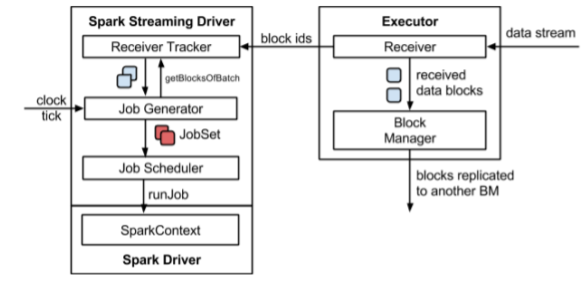 Spark Streaming Driver
Receiver Tracker
getBlocksOfBatch
clock
tick
Job Generator
JobSet
Job Scheduler
runJob
SparkContext
Spark Driver
block ids
Executor
Receiver
data stream
received
data blocks
Block
Manager
blocks replicated
to another BM